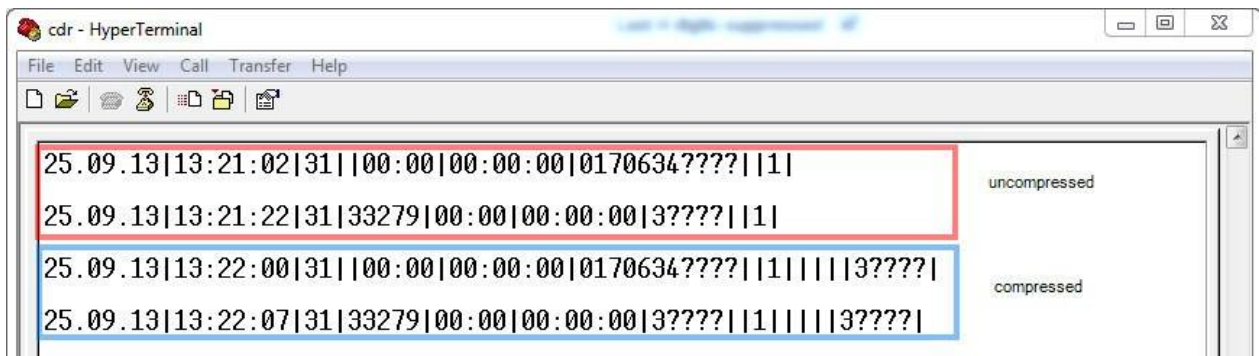 cdr - HyperTerminal
File Edit View Call Transfer Help
25.09.13|13:21:02|31||00:00|00:00:00|0170634????||1|
uncompressed
25.09.13|13:21:22|31|33279|00:00|00:00:00|3????||1|
25.09.13|13:22:00|31||00:00|00:00:00|0170634????||1|||||3????|
compressed
25.09.13|13:22:07|31|33279|00:00|00:00:00|3????||1|||||3????|